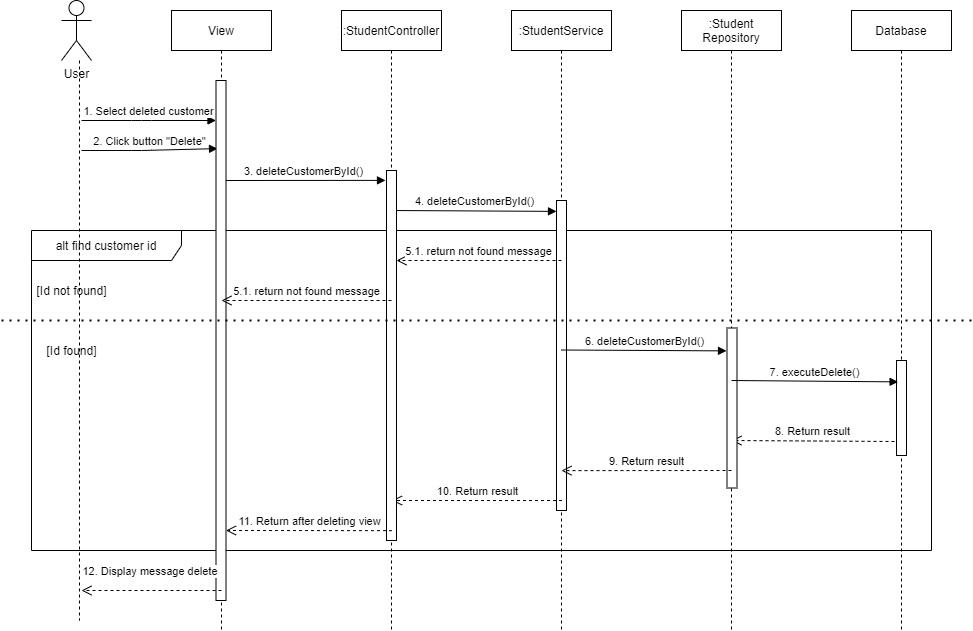 View
:StudentController
:StudentService
:Student
Repository
Database
User
1. Select deleted customer
2. Click button "Delete"
3. deleteCustomerById()
4. deleteCustomerById()
alt find customer id
5.1. return not found message
[Id not found]
5.1. return not found message
[Id found]
6. deleteCustomerById()
7. executeDelete()
8. Return result
9. Return result
10. Return result
11. Return after deleting view
12. Display message delete